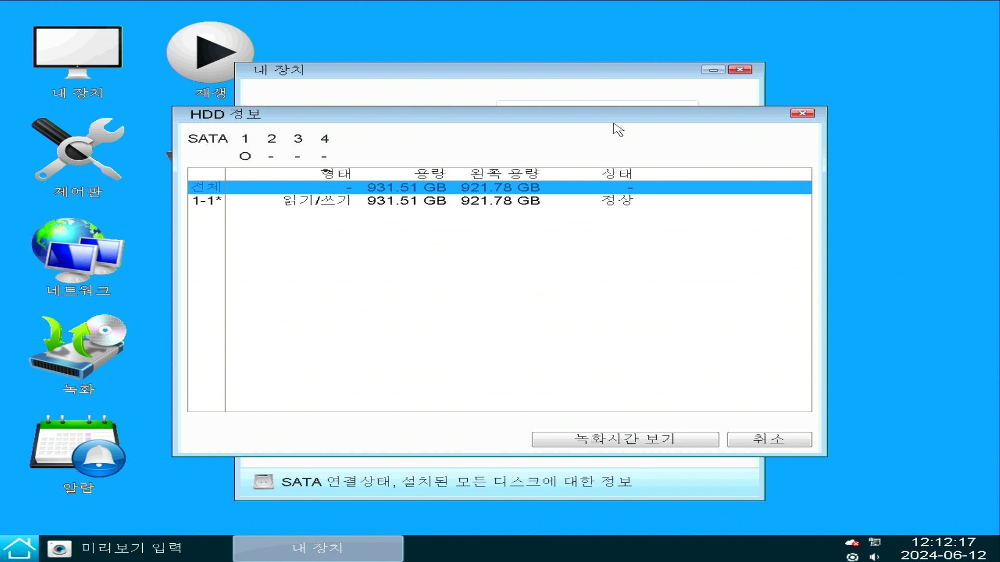 내 장치
재생
제어판
네트워크
녹화
알람
내 장치
HDD 정보
SATA 1 2 3 4
O - - -
형태 용량 왼쪽 용량 상태
전체 - 931.51 GB 921.78 GB -
1-1* 읽기/쓰기 931.51 GB 921.78 GB 정상
녹화시간 보기 취소
SATA 연결상태, 설치된 모든 디스크에 대한 정보
미리보기 입력 내 장치
12:12:17
2024-06-12